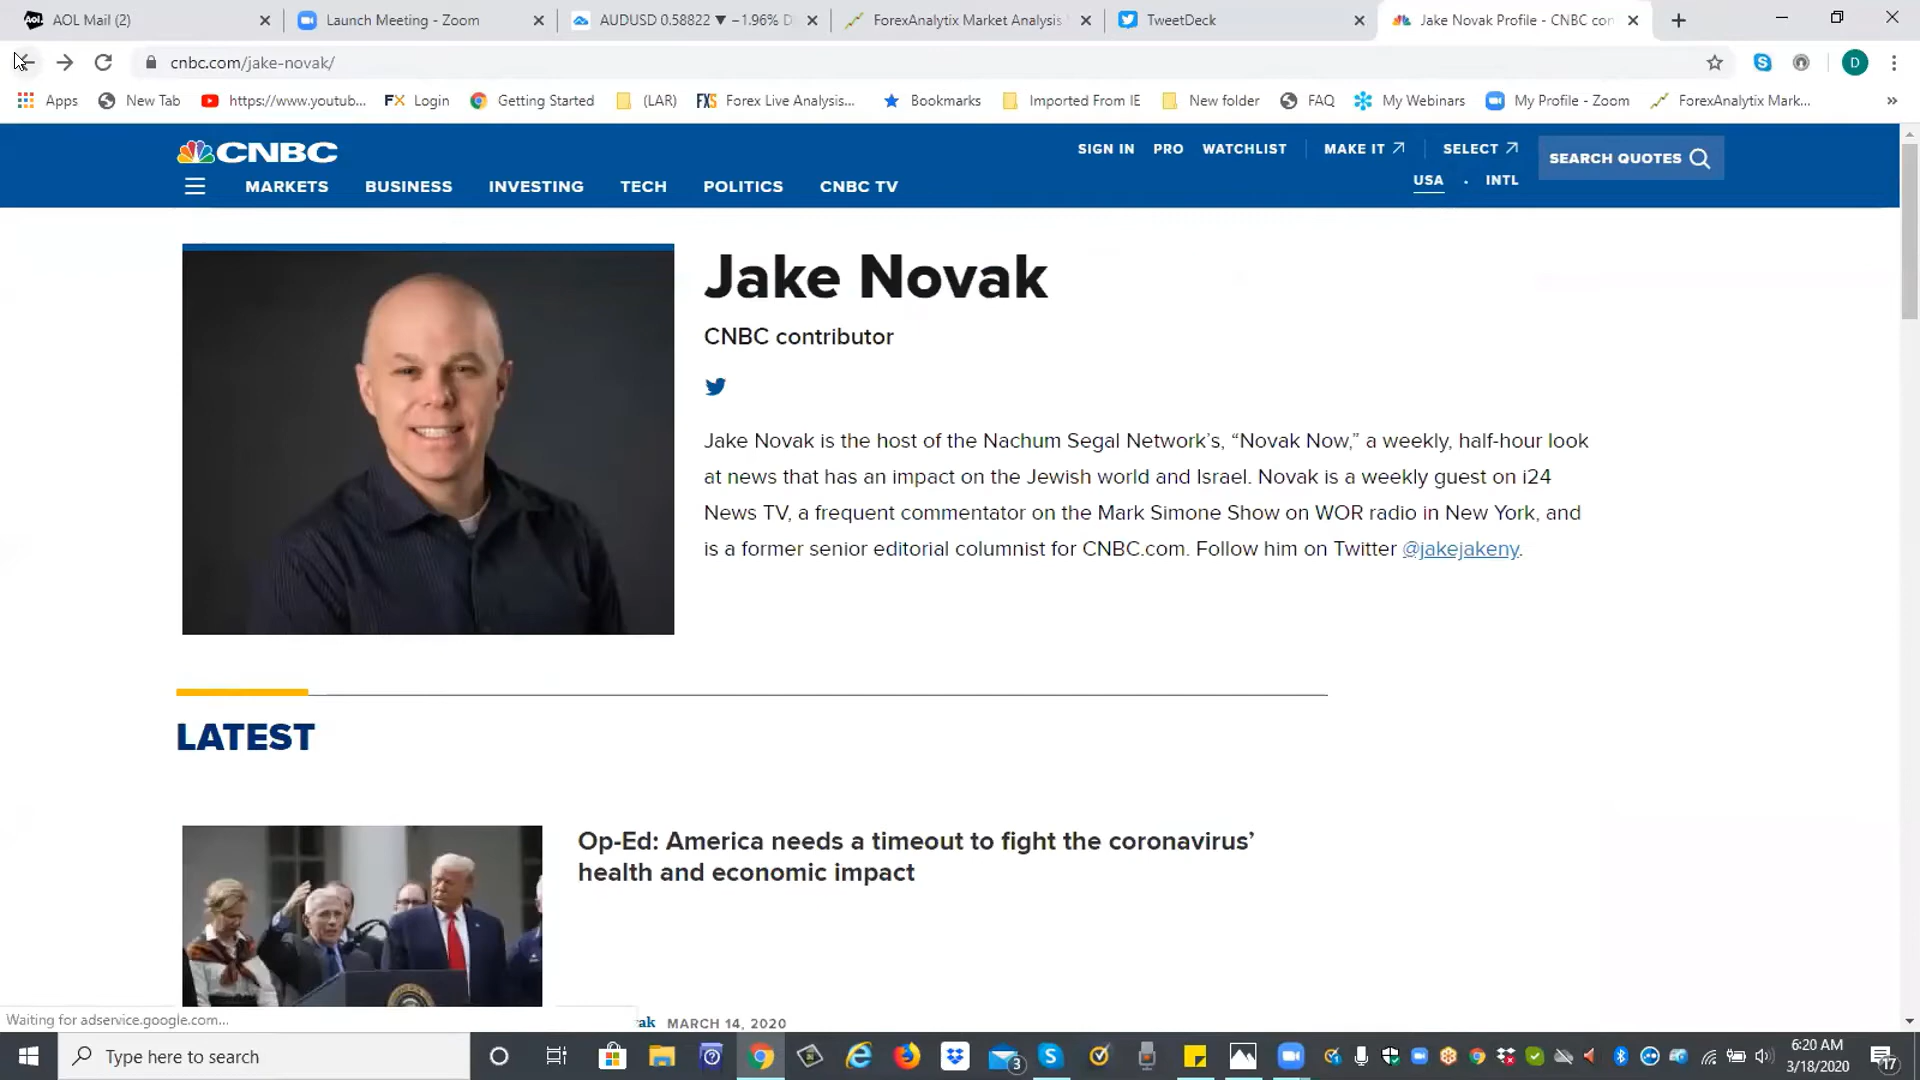 AOL Mail (2)
Launch Meeting - Zoom
AUDUSD 0.58822 ▼ −1.96% D
ForexAnalytix Market Analysis
TweetDeck
Jake Novak Profile - CNBC con
cnbc.com/jake-novak/
D
Apps
New Tab
https://www.youtub...
FX Login
Getting Started
(LAR)
FXS Forex Live Analysis...
Bookmarks
Imported From IE
New folder
FAQ
My Webinars
My Profile - Zoom
ForexAnalytix Mark...
»
CNBC
SIGN IN
PRO
WATCHLIST
MAKE IT
SELECT
SEARCH QUOTES
USA · INTL
MARKETS
BUSINESS
INVESTING
TECH
POLITICS
CNBC TV
Jake Novak
CNBC contributor
Jake Novak is the host of the Nachum Segal Network's, “Novak Now,” a weekly, half-hour look
at news that has an impact on the Jewish world and Israel. Novak is a weekly guest on i24
News TV, a frequent commentator on the Mark Simone Show on WOR radio in New York, and
is a former senior editorial columnist for CNBC.com. Follow him on Twitter @jakejakeny.
LATEST
Op-Ed: America needs a timeout to fight the coronavirus’
health and economic impact
ak MARCH 14, 2020
Waiting for adservice.google.com...
Type here to search
3
6:20 AM
3/18/2020
17